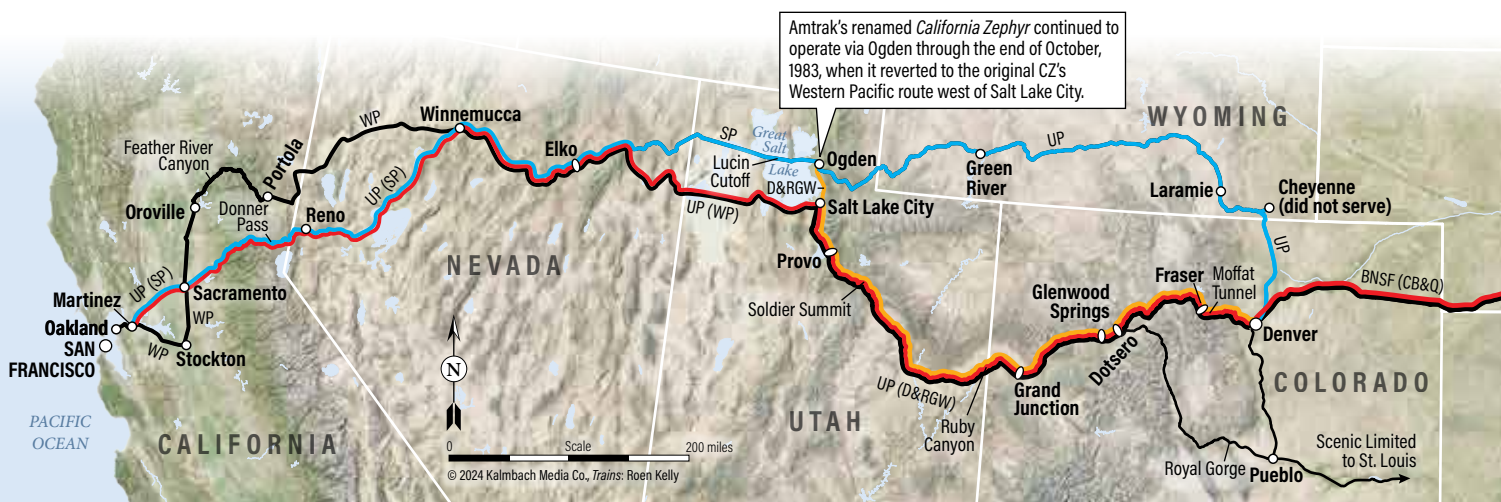 Amtrak's renamed California Zephyr continued to
operate via Ogden through the end of October,
1983, when it reverted to the original CZ's
Western Pacific route west of Salt Lake City.
WYOMING
Winnemucca
WP
Feather River
Canyon
Portola
Elko
SP
Great
Salt
Lake
Lucin
Cutoff
Ogden
D&RGW
Green
River
UP
Laramie
Cheyenne
(did not serve)
Oroville
Donner
Pass
Reno
UP (SP)
UP (WP)
Salt Lake City
UP
NEVADA
Provo
Soldier Summit
Fraser
Moffat
Tunnel
BNSF (CB&Q)
Martinez
UP (SP)
Sacramento
WP
Oakland
SAN
FRANCISCO
WP
Stockton
Glenwood
Springs
Dotsero
Denver
N
UP (D&RGW)
Grand
Junction
COLORADO
PACIFIC
OCEAN
CALIFORNIA
UTAH
Ruby
Canyon
0
Scale
200 miles
© 2024 Kalmbach Media Co., Trains: Roen Kelly
Royal Gorge
Pueblo
Scenic Limited
to St. Louis